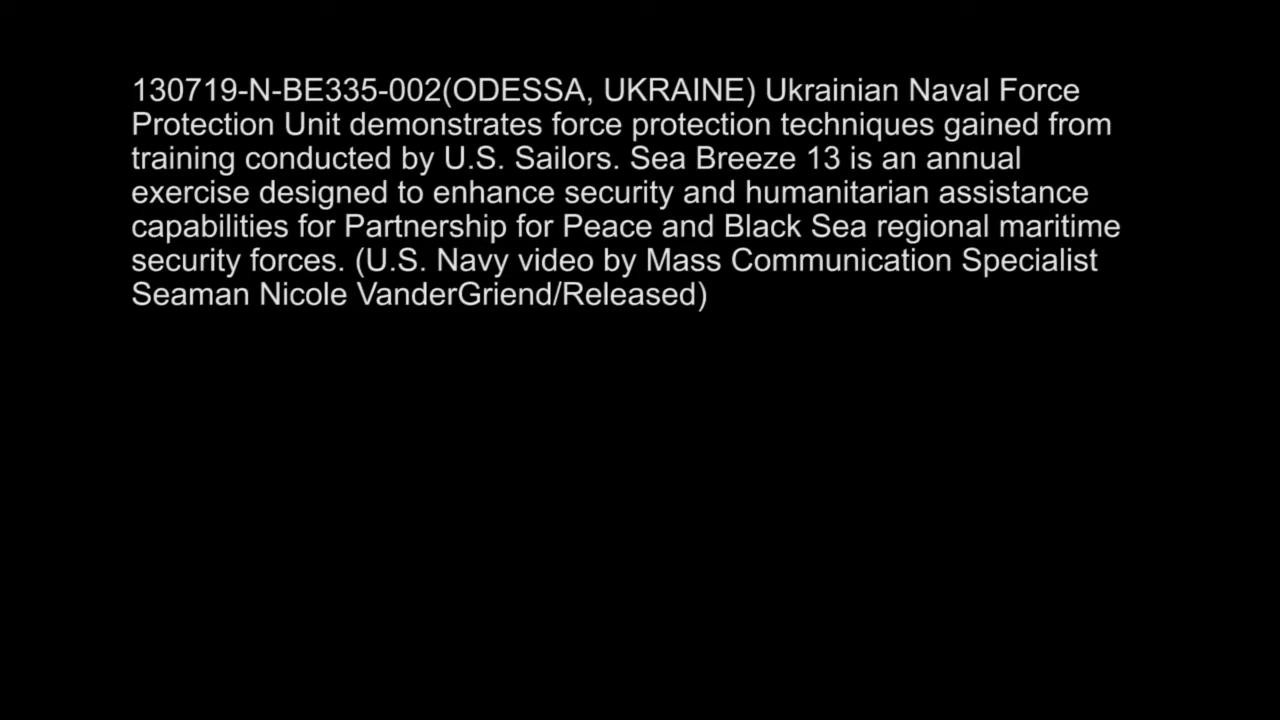 130719-N-BE335-002(ODESSA, UKRAINE) Ukrainian Naval Force
Protection Unit demonstrates force protection techniques gained from
training conducted by U.S. Sailors. Sea Breeze 13 is an annual
exercise designed to enhance security and humanitarian assistance
capabilities for Partnership for Peace and Black Sea regional maritime
security forces. (U.S. Navy video by Mass Communication Specialist
Seaman Nicole VanderGriend/Released)